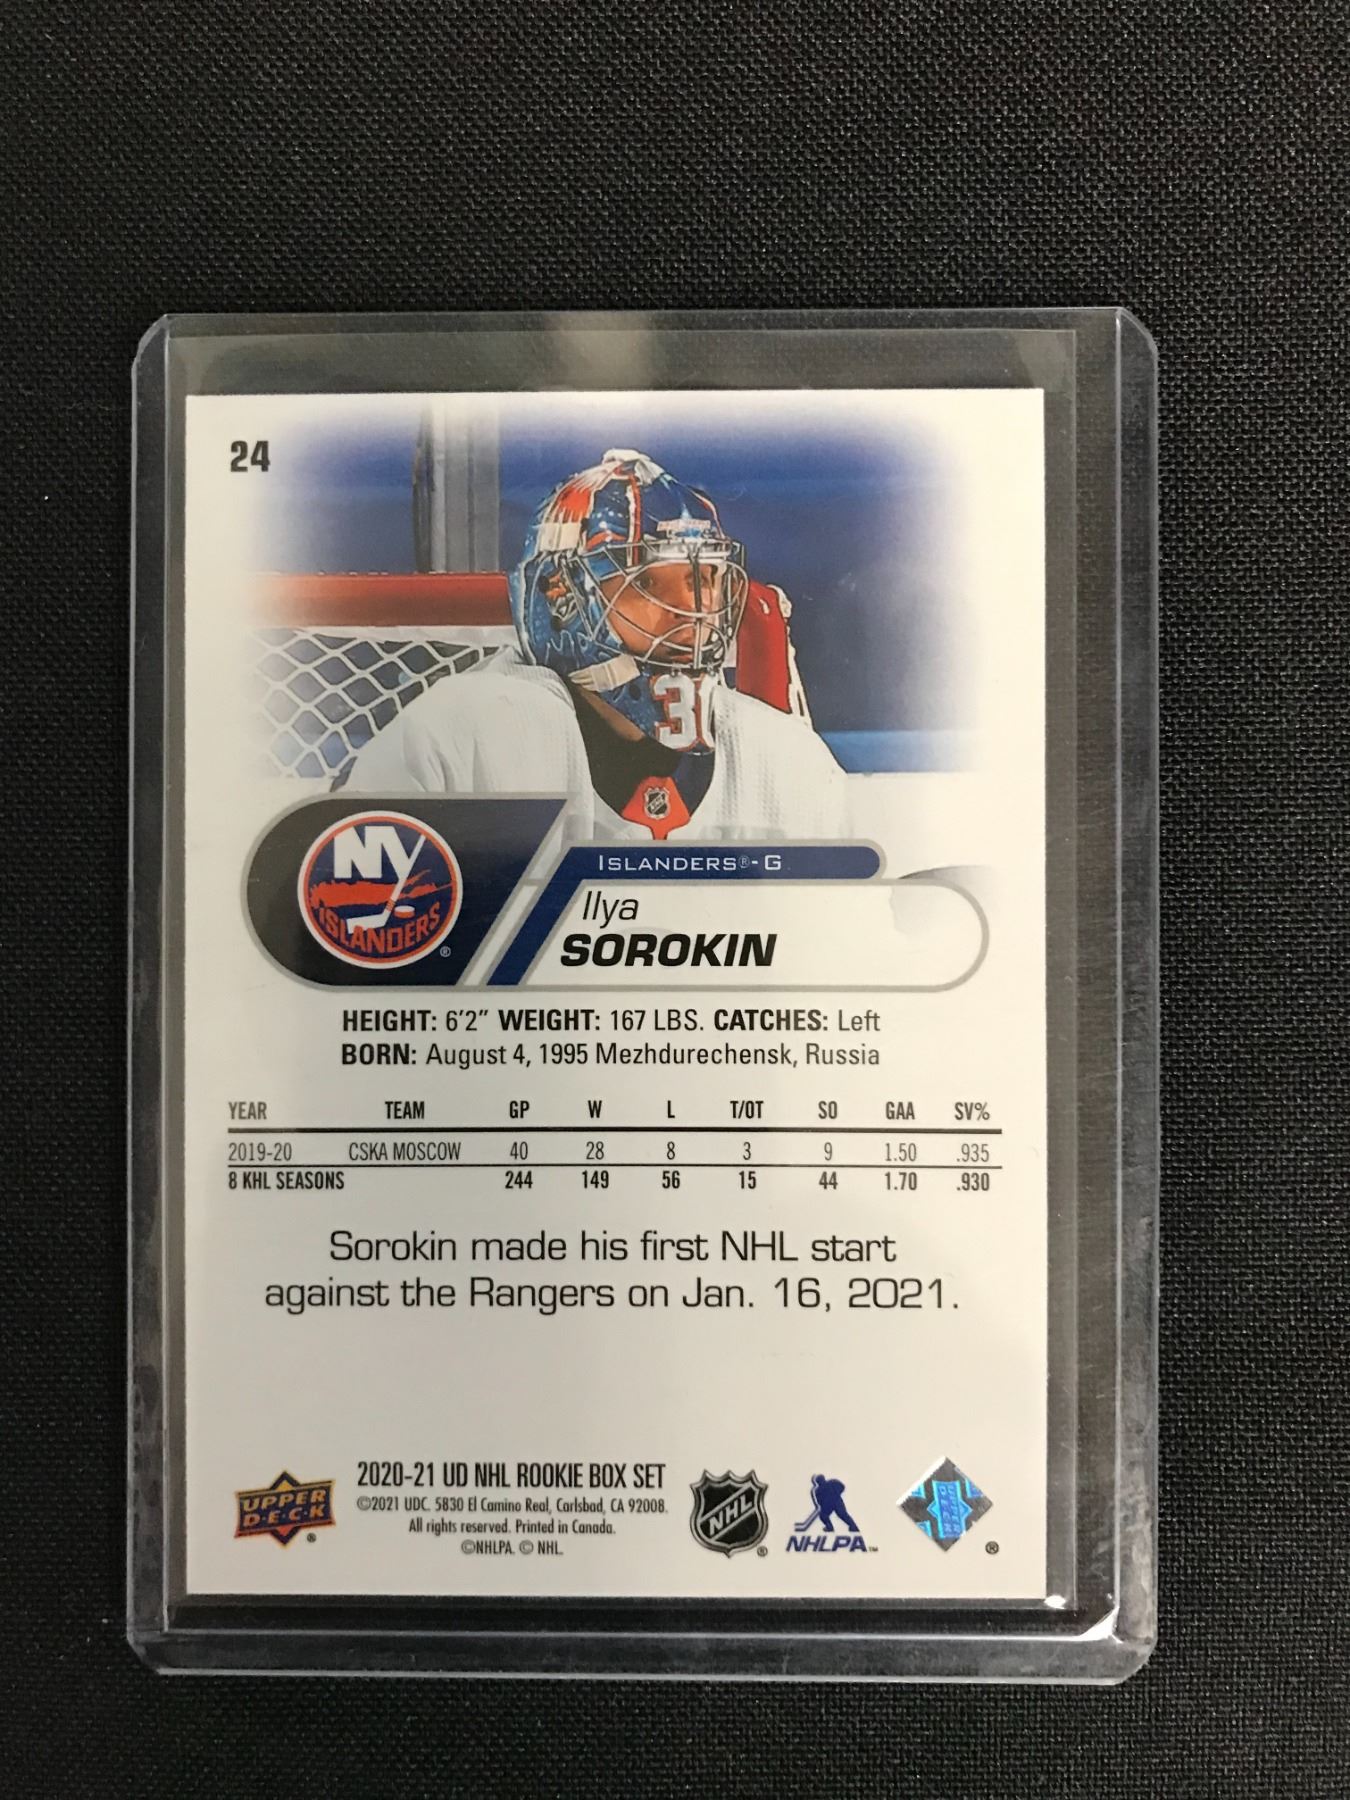 24
30
NY
ISLANDERS
®
ISLANDERS®-G
Ilya
SOROKIN
HEIGHT: 6'2" WEIGHT: 167 LBS. CATCHES: Left
BORN: August 4, 1995 Mezhdurechensk, Russia
YEAR TEAM GP W L T/OT SO GAA SV%
2019-20 CSKA MOSCOW 40 28 8 3 9 1.50 .935
8 KHL SEASONS 244 149 56 15 44 1.70 .930
Sorokin made his first NHL start
against the Rangers on Jan. 16, 2021.
UPPER
D·E·C·K
®
2020-21 UD NHL ROOKIE BOX SET
©2021 UDC. 5830 El Camino Real, Carlsbad, CA 92008.
All rights reserved. Printed in Canada.
©NHLPA. © NHL.
NHL
®
NHLPA™
UPPER
DECK
®